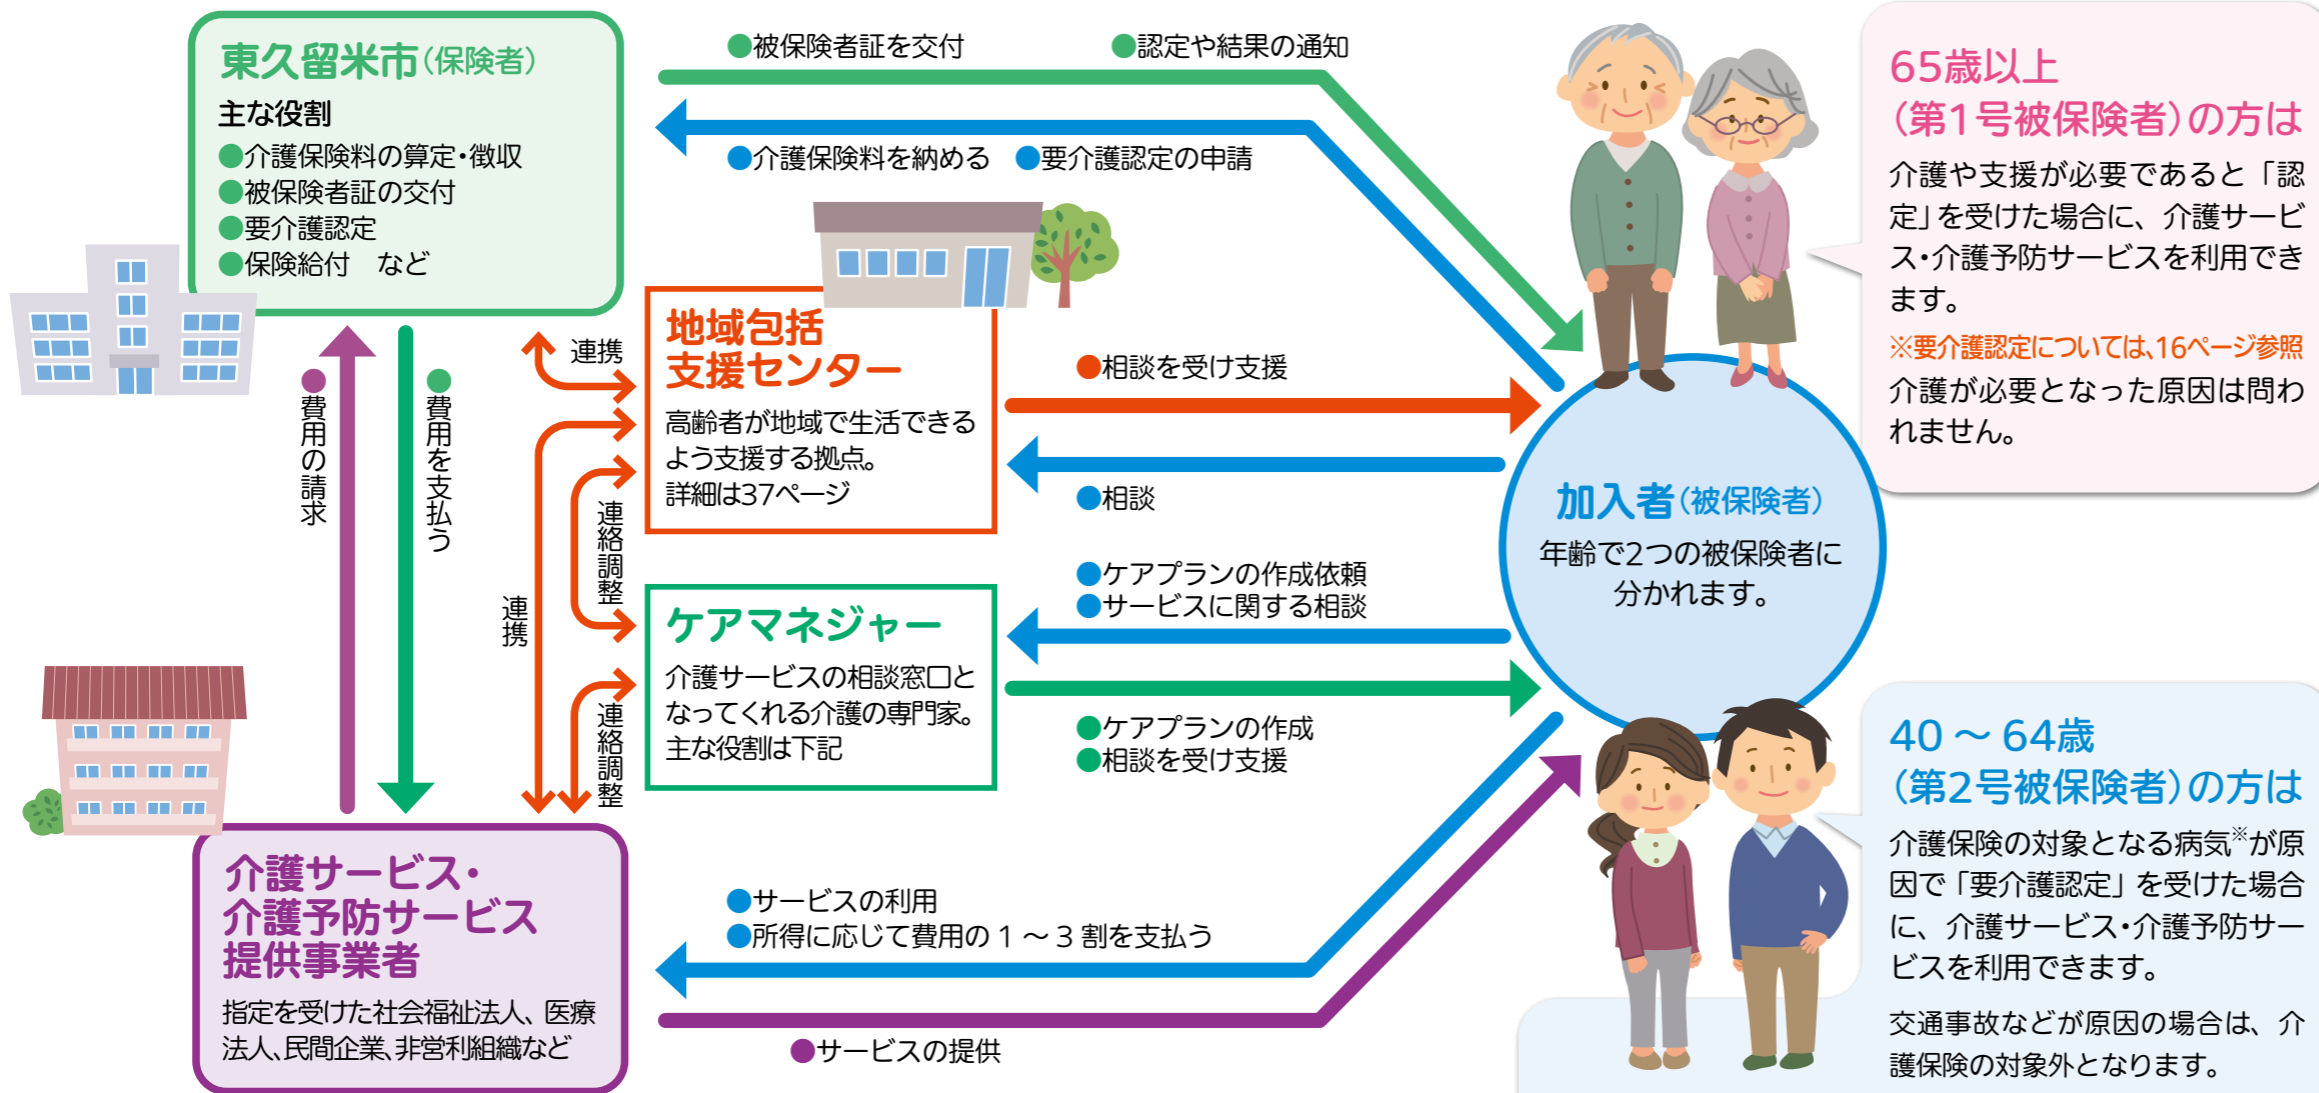 東久留米市(保険者)
主な役割
●介護保険料の算定・徴収
●被保険者証の交付
●要介護認定
●保険給付　など
●被保険者証を交付
●認定や結果の通知
●介護保険料を納める
●要介護認定の申請
●費用の請求
●費用を支払う
連携
連絡調整
連携
連絡調整
地域包括
支援センター
高齢者が地域で生活できる
よう支援する拠点。
詳細は37ページ
●相談を受け支援
●相談
ケアマネジャー
介護サービスの相談窓口と
なってくれる介護の専門家。
主な役割は下記
●ケアプランの作成依頼
●サービスに関する相談
●ケアプランの作成
●相談を受け支援
介護サービス・
介護予防サービス
提供事業者
指定を受けた社会福祉法人、医療
法人、民間企業、非営利組織など
●サービスの利用
●所得に応じて費用の 1 ～ 3 割を支払う
●サービスの提供
加入者(被保険者)
年齢で2つの被保険者に
分かれます。
65歳以上
(第1号被保険者)の方は
介護や支援が必要であると「認
定」を受けた場合に、介護サービ
ス・介護予防サービスを利用でき
ます。
※要介護認定については、16ページ参照
介護が必要となった原因は問わ
れません。
40 ～ 64歳
(第2号被保険者)の方は
介護保険の対象となる病気※が原
因で「要介護認定」を受けた場合
に、介護サービス・介護予防サー
ビスを利用できます。
交通事故などが原因の場合は、介
護保険の対象外となります。